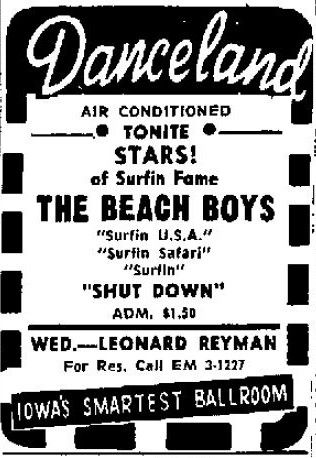 Danceland
AIR CONDITIONED
TONITE
STARS!
of Surfin Fame
THE BEACH BOYS
"Surfin U.S.A."
"Surfin Safari"
"Surfin"
"SHUT DOWN"
ADM. $1.50
WED.—LEONARD REYMAN
For Res. Call EM 3-1227
IOWA'S SMARTEST BALLROOM